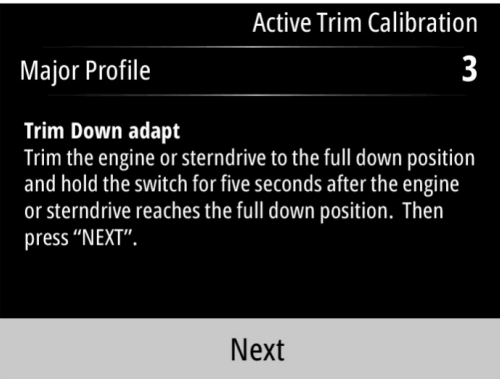 Active Trim Calibration
Major Profile 3
Trim Down adapt
Trim the engine or sterndrive to the full down position
and hold the switch for five seconds after the engine
or sterndrive reaches the full down position.  Then
press “NEXT”.
Next